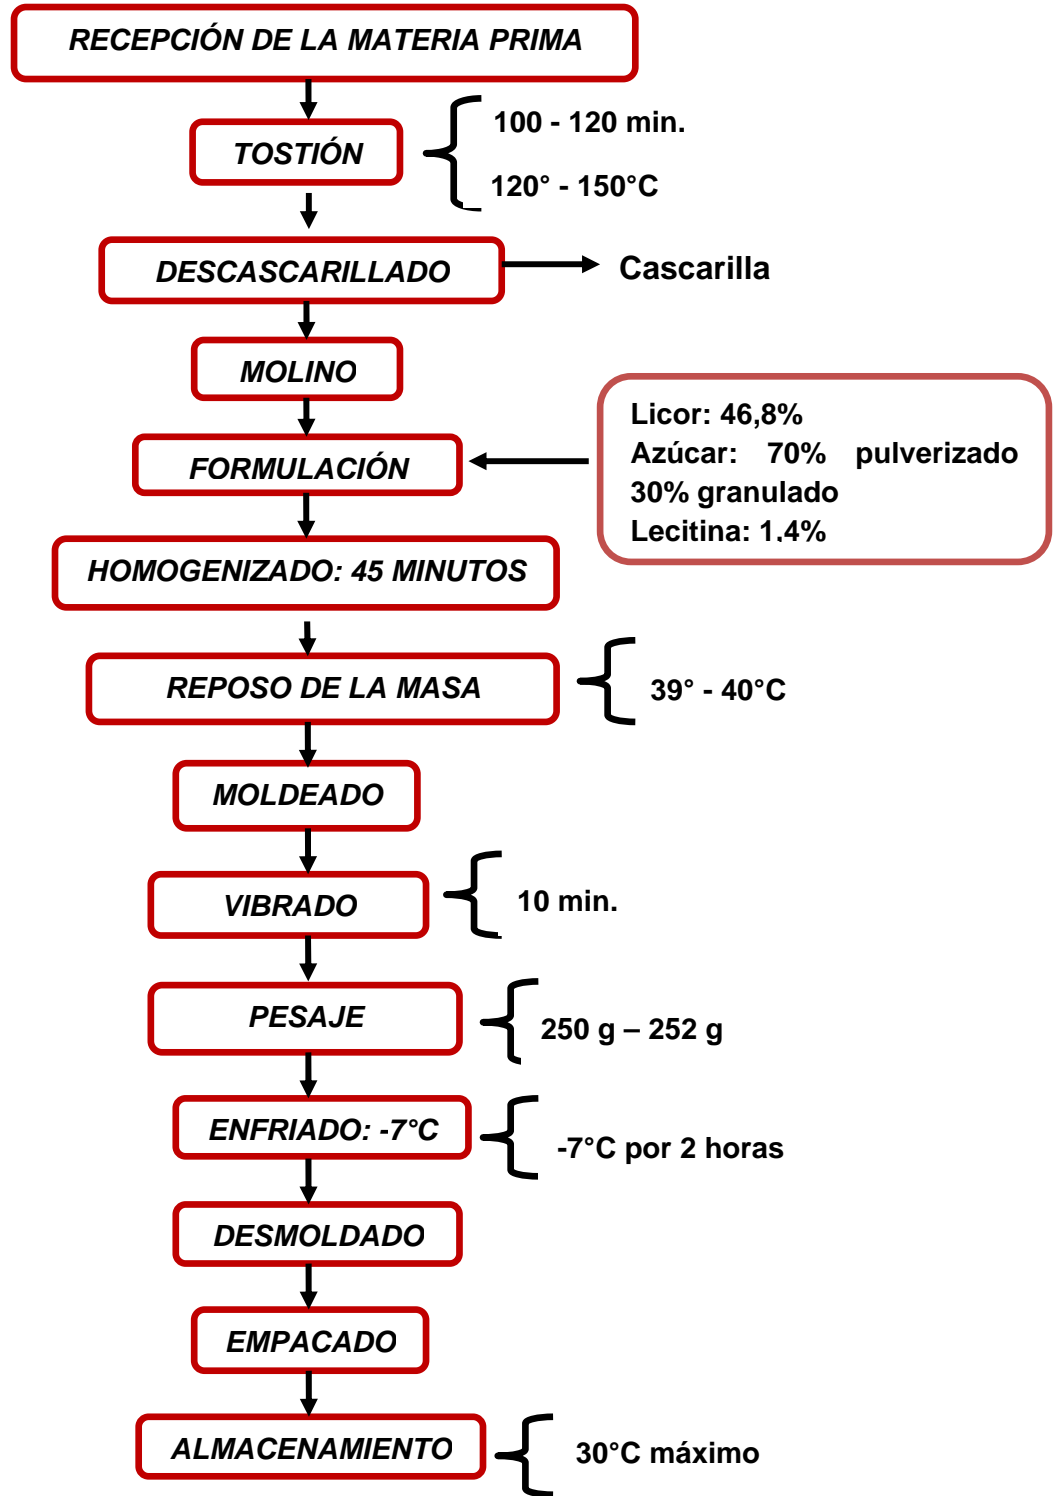 RECEPCIÓN DE LA MATERIA PRIMA
TOSTIÓN
100 - 120 min.
120° - 150°C
DESCASCARILLADO
Cascarilla
MOLINO
FORMULACIÓN
Licor: 46,8%
Azúcar: 70% pulverizado
30% granulado
Lecitina: 1,4%
HOMOGENIZADO: 45 MINUTOS
REPOSO DE LA MASA
39° - 40°C
MOLDEADO
VIBRADO
10 min.
PESAJE
250 g – 252 g
ENFRIADO: -7°C
-7°C por 2 horas
DESMOLDADO
EMPACADO
ALMACENAMIENTO
30°C máximo